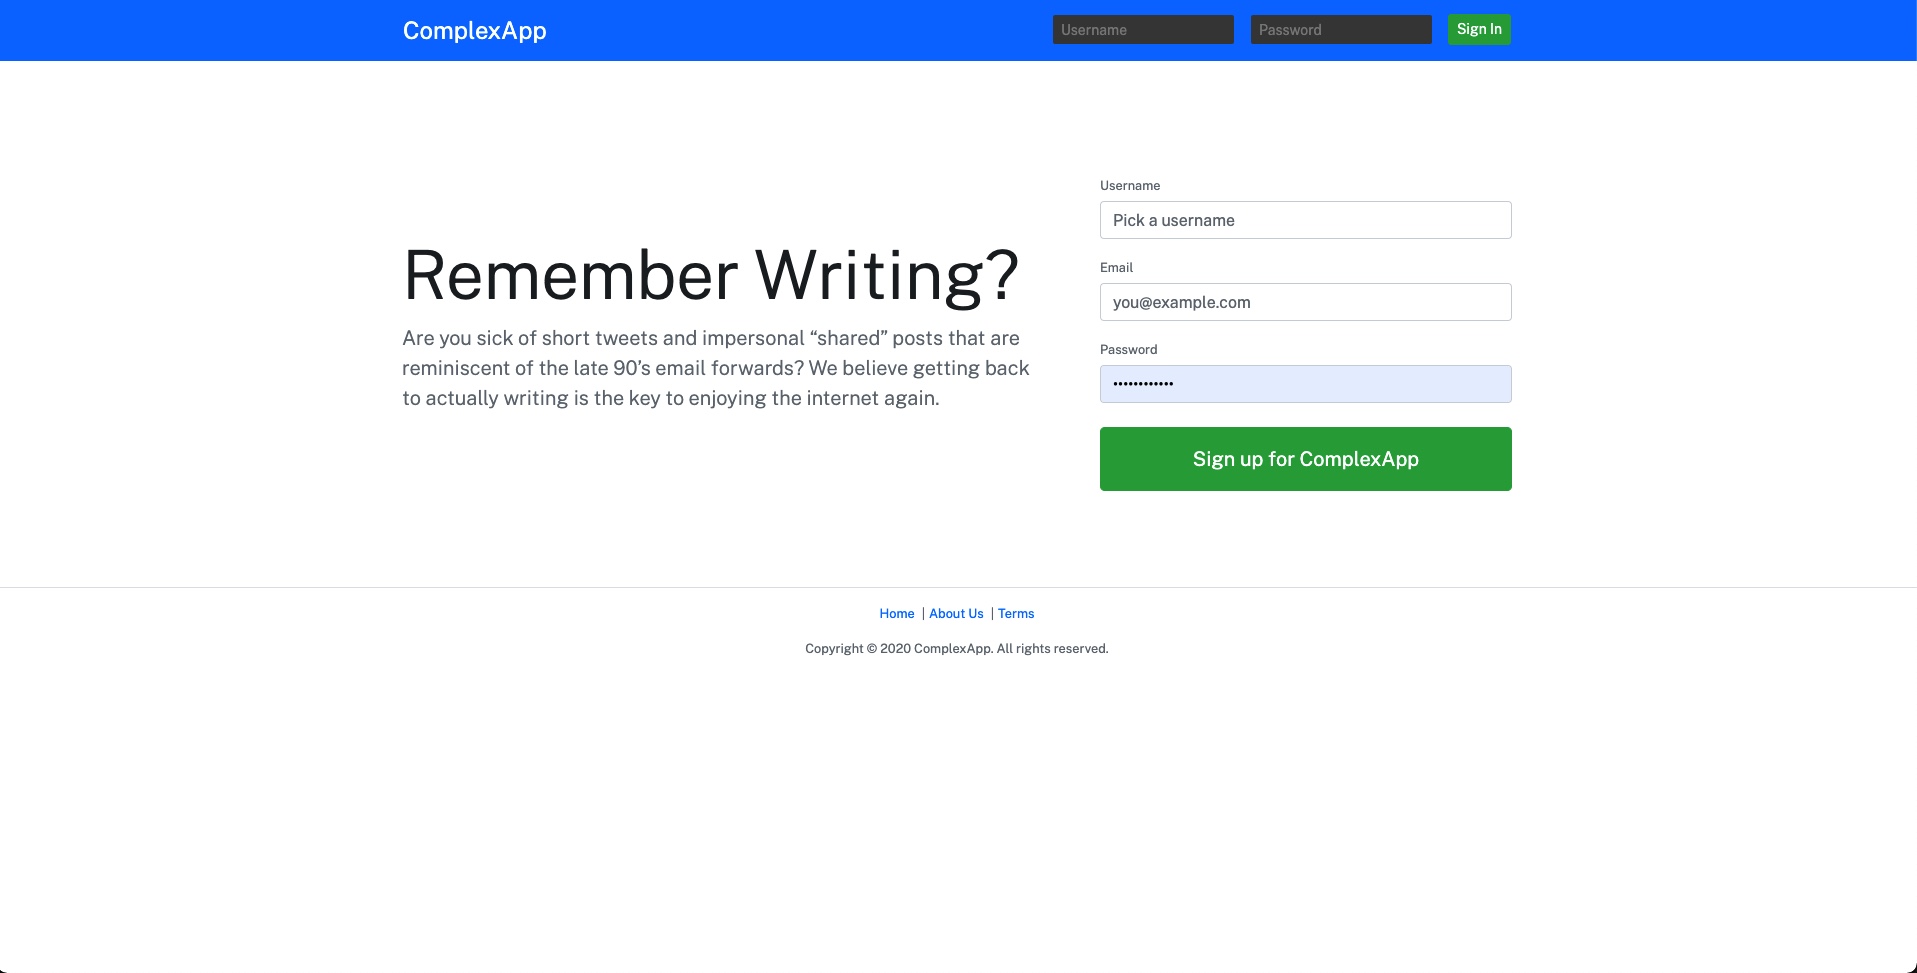 ComplexApp
Username
Password
Sign In
Remember Writing?
Are you sick of short tweets and impersonal “shared” posts that are
reminiscent of the late 90’s email forwards? We believe getting back
to actually writing is the key to enjoying the internet again.
Username
Pick a username
Email
you@example.com
Password
••••••••••••
Sign up for ComplexApp
Home | About Us | Terms
Copyright © 2020 ComplexApp. All rights reserved.